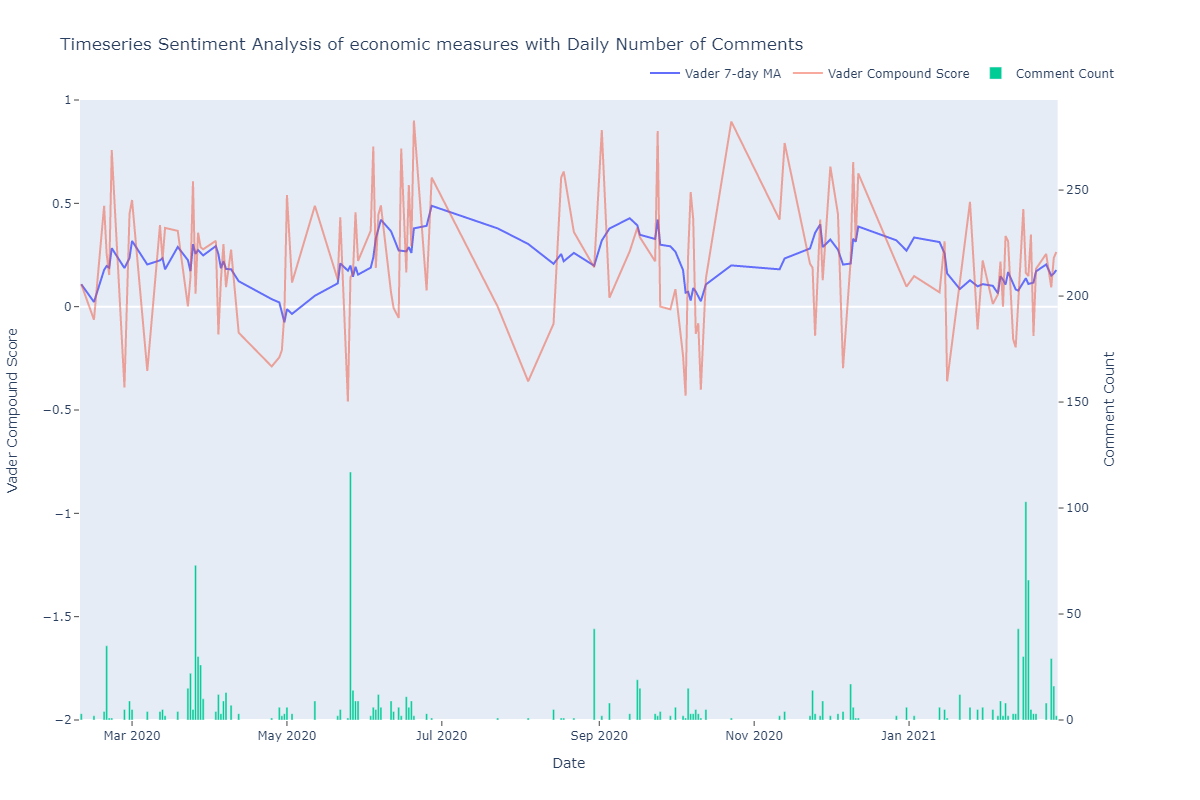 Timeseries Sentiment Analysis of economic measures with Daily Number of Comments
Vader 7-day MA
Vader Compound Score
Comment Count
1
0.5
0
−0.5
−1
−1.5
−2
Vader Compound Score
250
200
150
100
50
0
Comment Count
Mar 2020
May 2020
Jul 2020
Sep 2020
Nov 2020
Jan 2021
Date